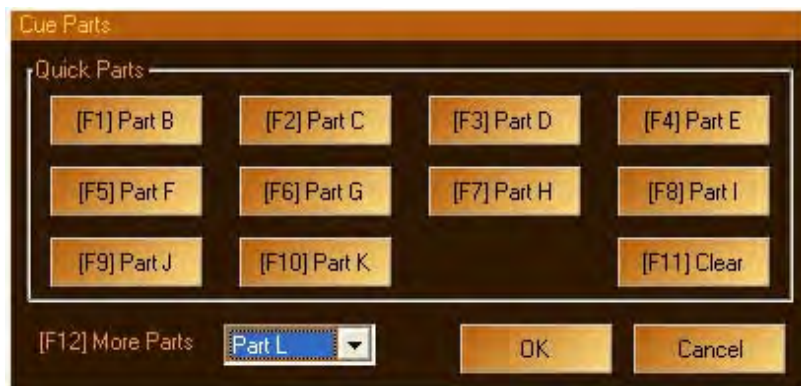 Cue Parts
Quick Parts
[F1] Part B [F2] Part C [F3] Part D [F4] Part E
[F5] Part F [F6] Part G [F7] Part H [F8] Part I
[F9] Part J [F10] Part K [F11] Clear
[F12] More Parts Part L OK Cancel